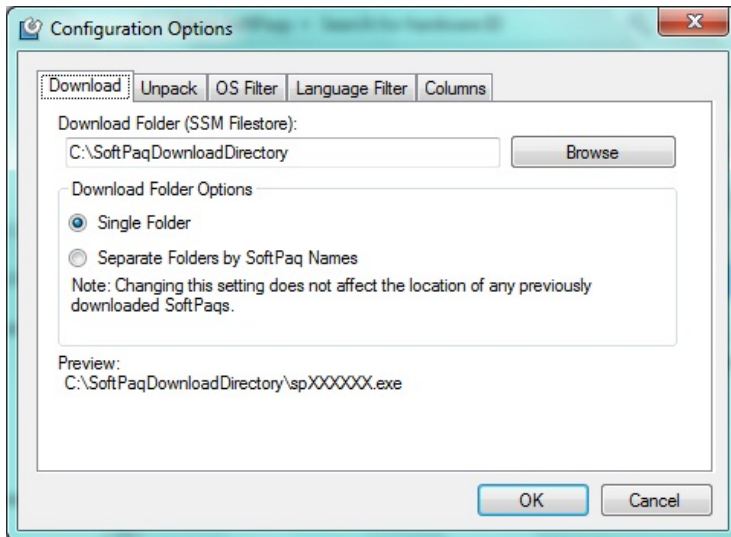 Configuration Options
Download
Unpack
OS Filter
Language Filter
Columns
Download Folder (SSM Filestore):
C:\SoftPaqDownloadDirectory
Browse
Download Folder Options
Single Folder
Separate Folders by SoftPaq Names
Note: Changing this setting does not affect the location of any previously
downloaded SoftPaqs.
Preview:
C:\SoftPaqDownloadDirectory\spXXXXXX.exe
OK
Cancel